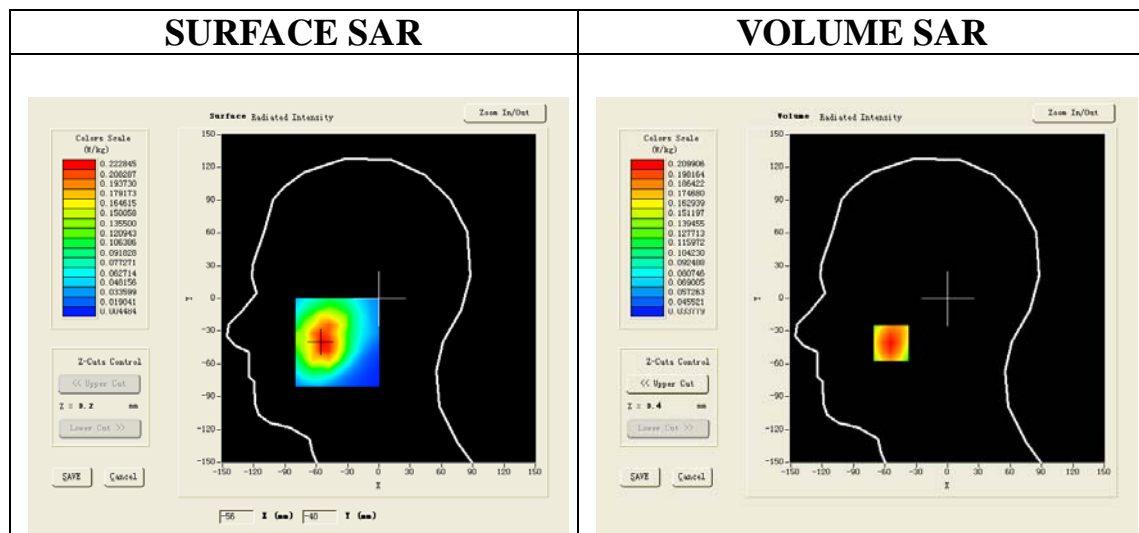 SURFACE SAR
VOLUME SAR
Surface Radiated Intensity
Zoom In/Out
Colors Scale
(W/kg)
0.222845
0.208287
0.193730
0.179173
0.164615
0.150058
0.135500
0.120943
0.106386
0.091828
0.077271
0.062714
0.048156
0.033599
0.019041
0.004484
150
120
90
60
30
0
-30
-60
-90
-120
-150
Y
-150 -120 -90 -60 -30 0 30 60 90 120 150
X
Z-Cuts Control
<< Upper Cut
Z = 0.2 mm
Lower Cut >>
SAVE
Cancel
-56 X (mm) -40 Y (mm)
Volume Radiated Intensity
Zoom In/Out
Colors Scale
(W/kg)
0.209906
0.198164
0.186422
0.174680
0.162939
0.151197
0.139455
0.127713
0.115972
0.104230
0.092488
0.080746
0.069005
0.057263
0.045521
0.033779
150
120
90
60
30
0
-30
-60
-90
-120
-150
Y
-150 -120 -90 -60 -30 0 30 60 90 120 150
X
Z-Cuts Control
<< Upper Cut
mm
Lower Cut >>
SAVE
Cancel